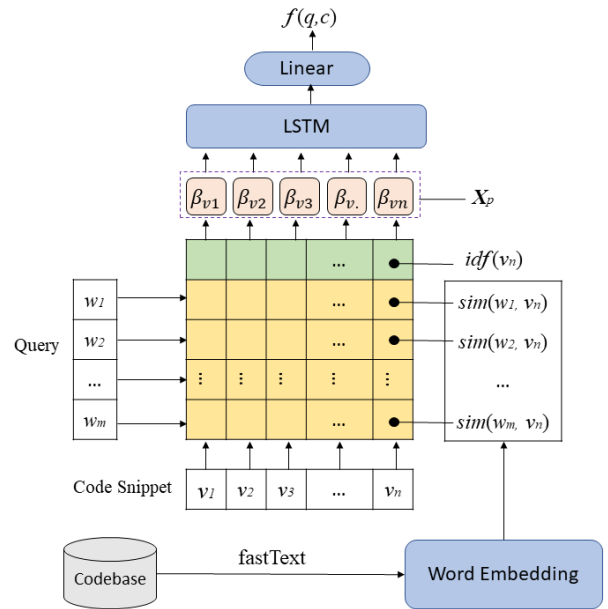 f(q,c)
Linear
LSTM
βv1 βv2 βv3 βv. βvn
Xp
... idf(vn)
w1 sim(w1, vn)
Query w2 ... sim(w2, vn)
... ⋮ ⋮ ⋮ ⋮ ⋮ ...
wm ... sim(wm, vn)
Code Snippet v1 v2 v3 ... vn
fastText
Codebase Word Embedding